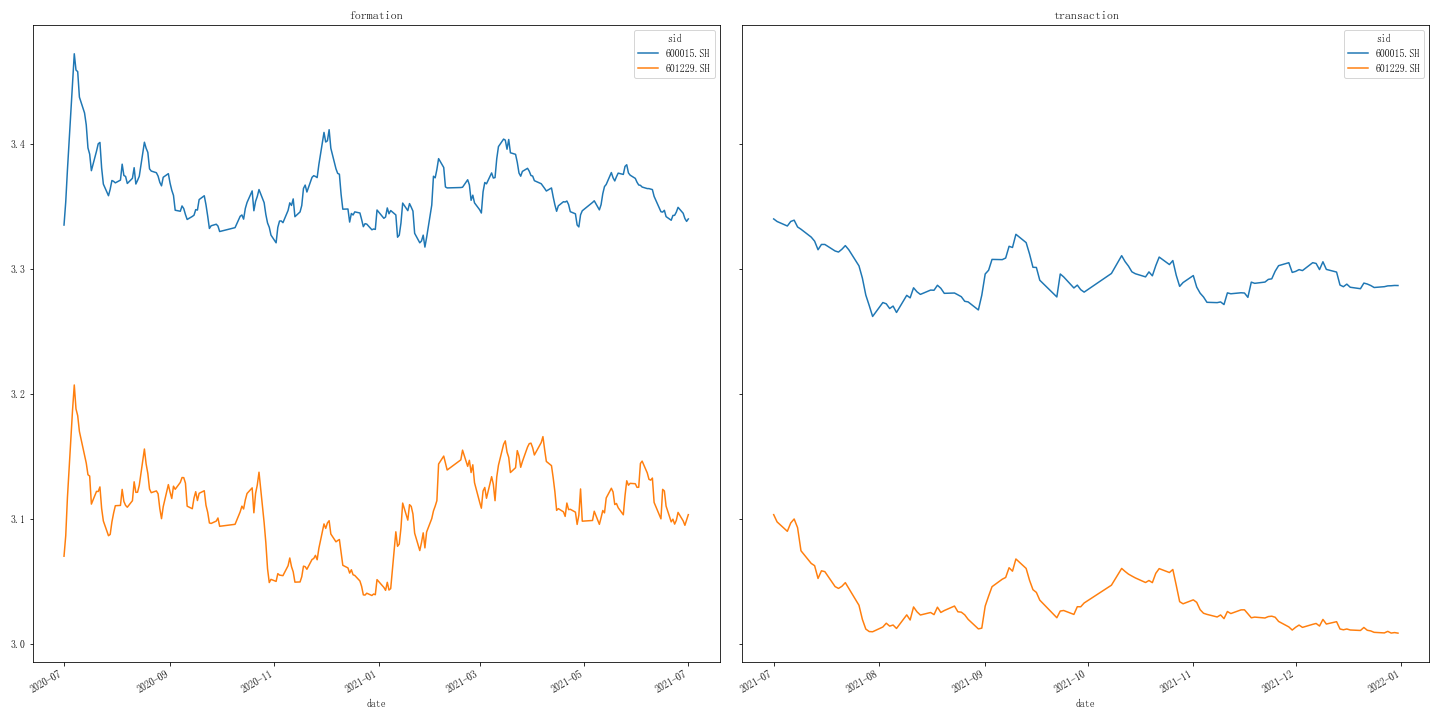 formation
transaction
sid
600015.SH
601229.SH
sid
600015.SH
601229.SH
3.4
3.3
3.2
3.1
3.0
2020-07
2020-09
2020-11
2021-01
2021-03
2021-05
2021-07
date
2021-07
2021-08
2021-09
2021-10
2021-11
2021-12
2022-01
date